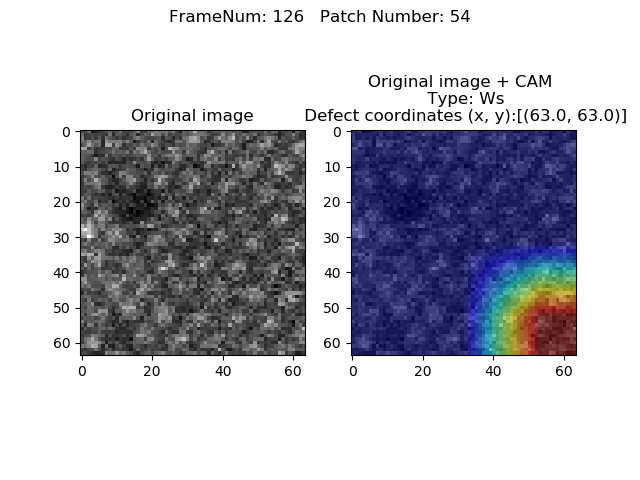 FrameNum: 126   Patch Number: 54
Original image
Original image + CAM
Type: Ws
Defect coordinates (x, y):[(63.0, 63.0)]
0
10
20
30
40
50
60
0 20 40 60
0
10
20
30
40
50
60
0 20 40 60